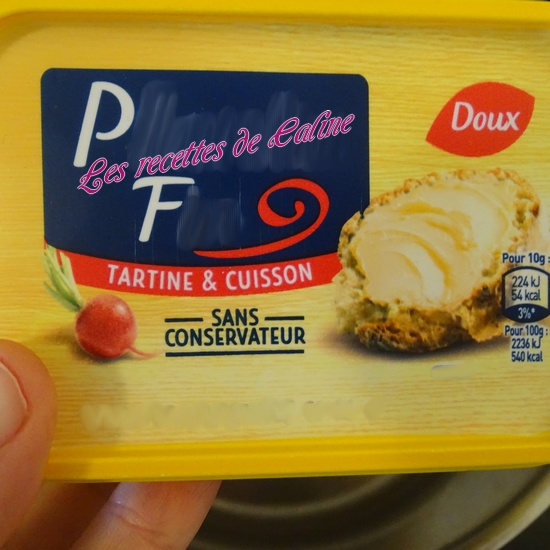 P
Les recettes de Caline
F
Doux
TARTINE & CUISSON
SANS
CONSERVATEUR
Pour 10g :
224 kJ
54 kcal
3%*
Pour 100g :
2236 kJ
540 kcal